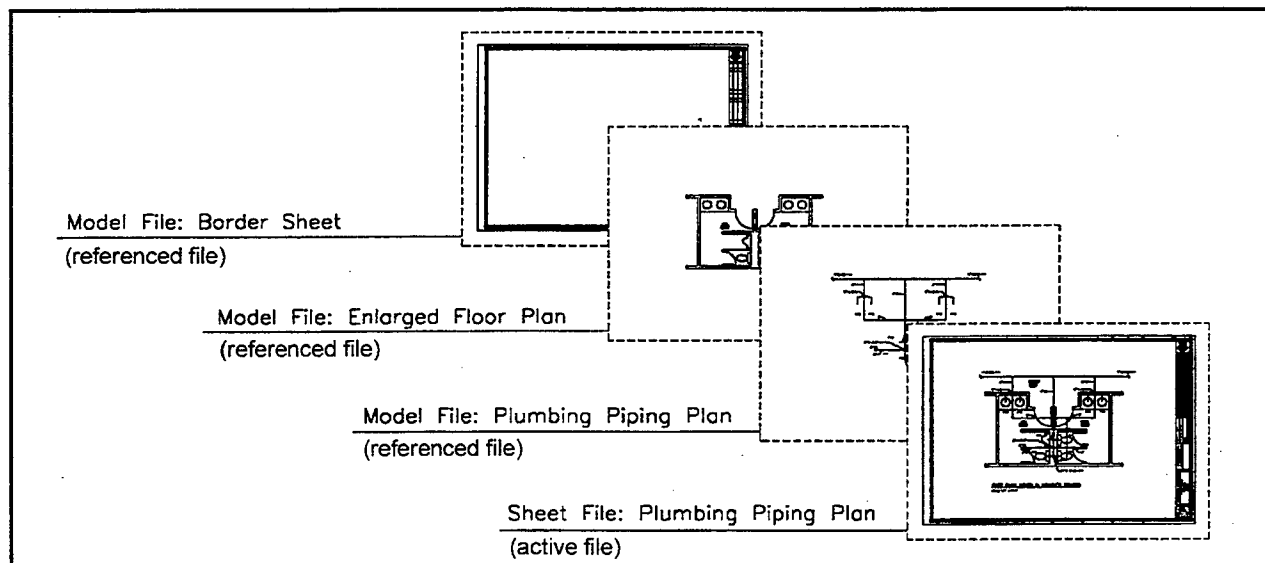 Model File: Border Sheet
(referenced file)
Model File: Enlarged Floor Plan
(referenced file)
Model File: Plumbing Piping Plan
(referenced file)
Sheet File: Plumbing Piping Plan
(active file)